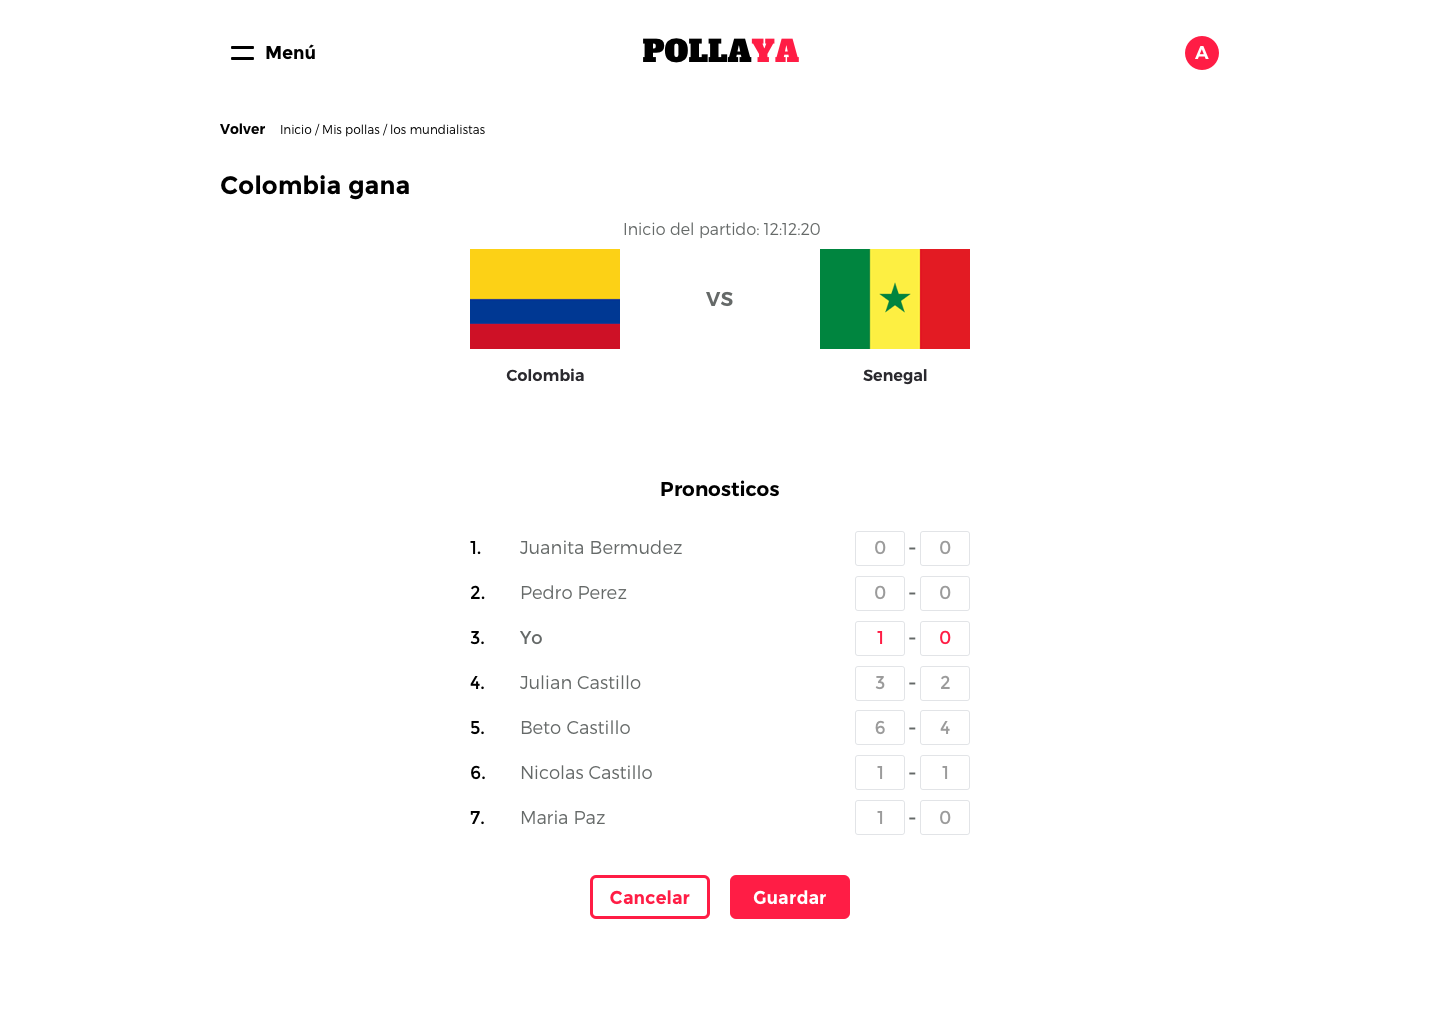 Menú
POLLAYA
A
Volver Inicio / Mis pollas / los mundialistas
Colombia gana
Inicio del partido: 12:12:20
VS
Colombia Senegal
Pronosticos
1. Juanita Bermudez 0 - 0
2. Pedro Perez 0 - 0
3. Yo 1 - 0
4. Julian Castillo 3 - 2
5. Beto Castillo 6 - 4
6. Nicolas Castillo 1 - 1
7. Maria Paz 1 - 0
Cancelar Guardar